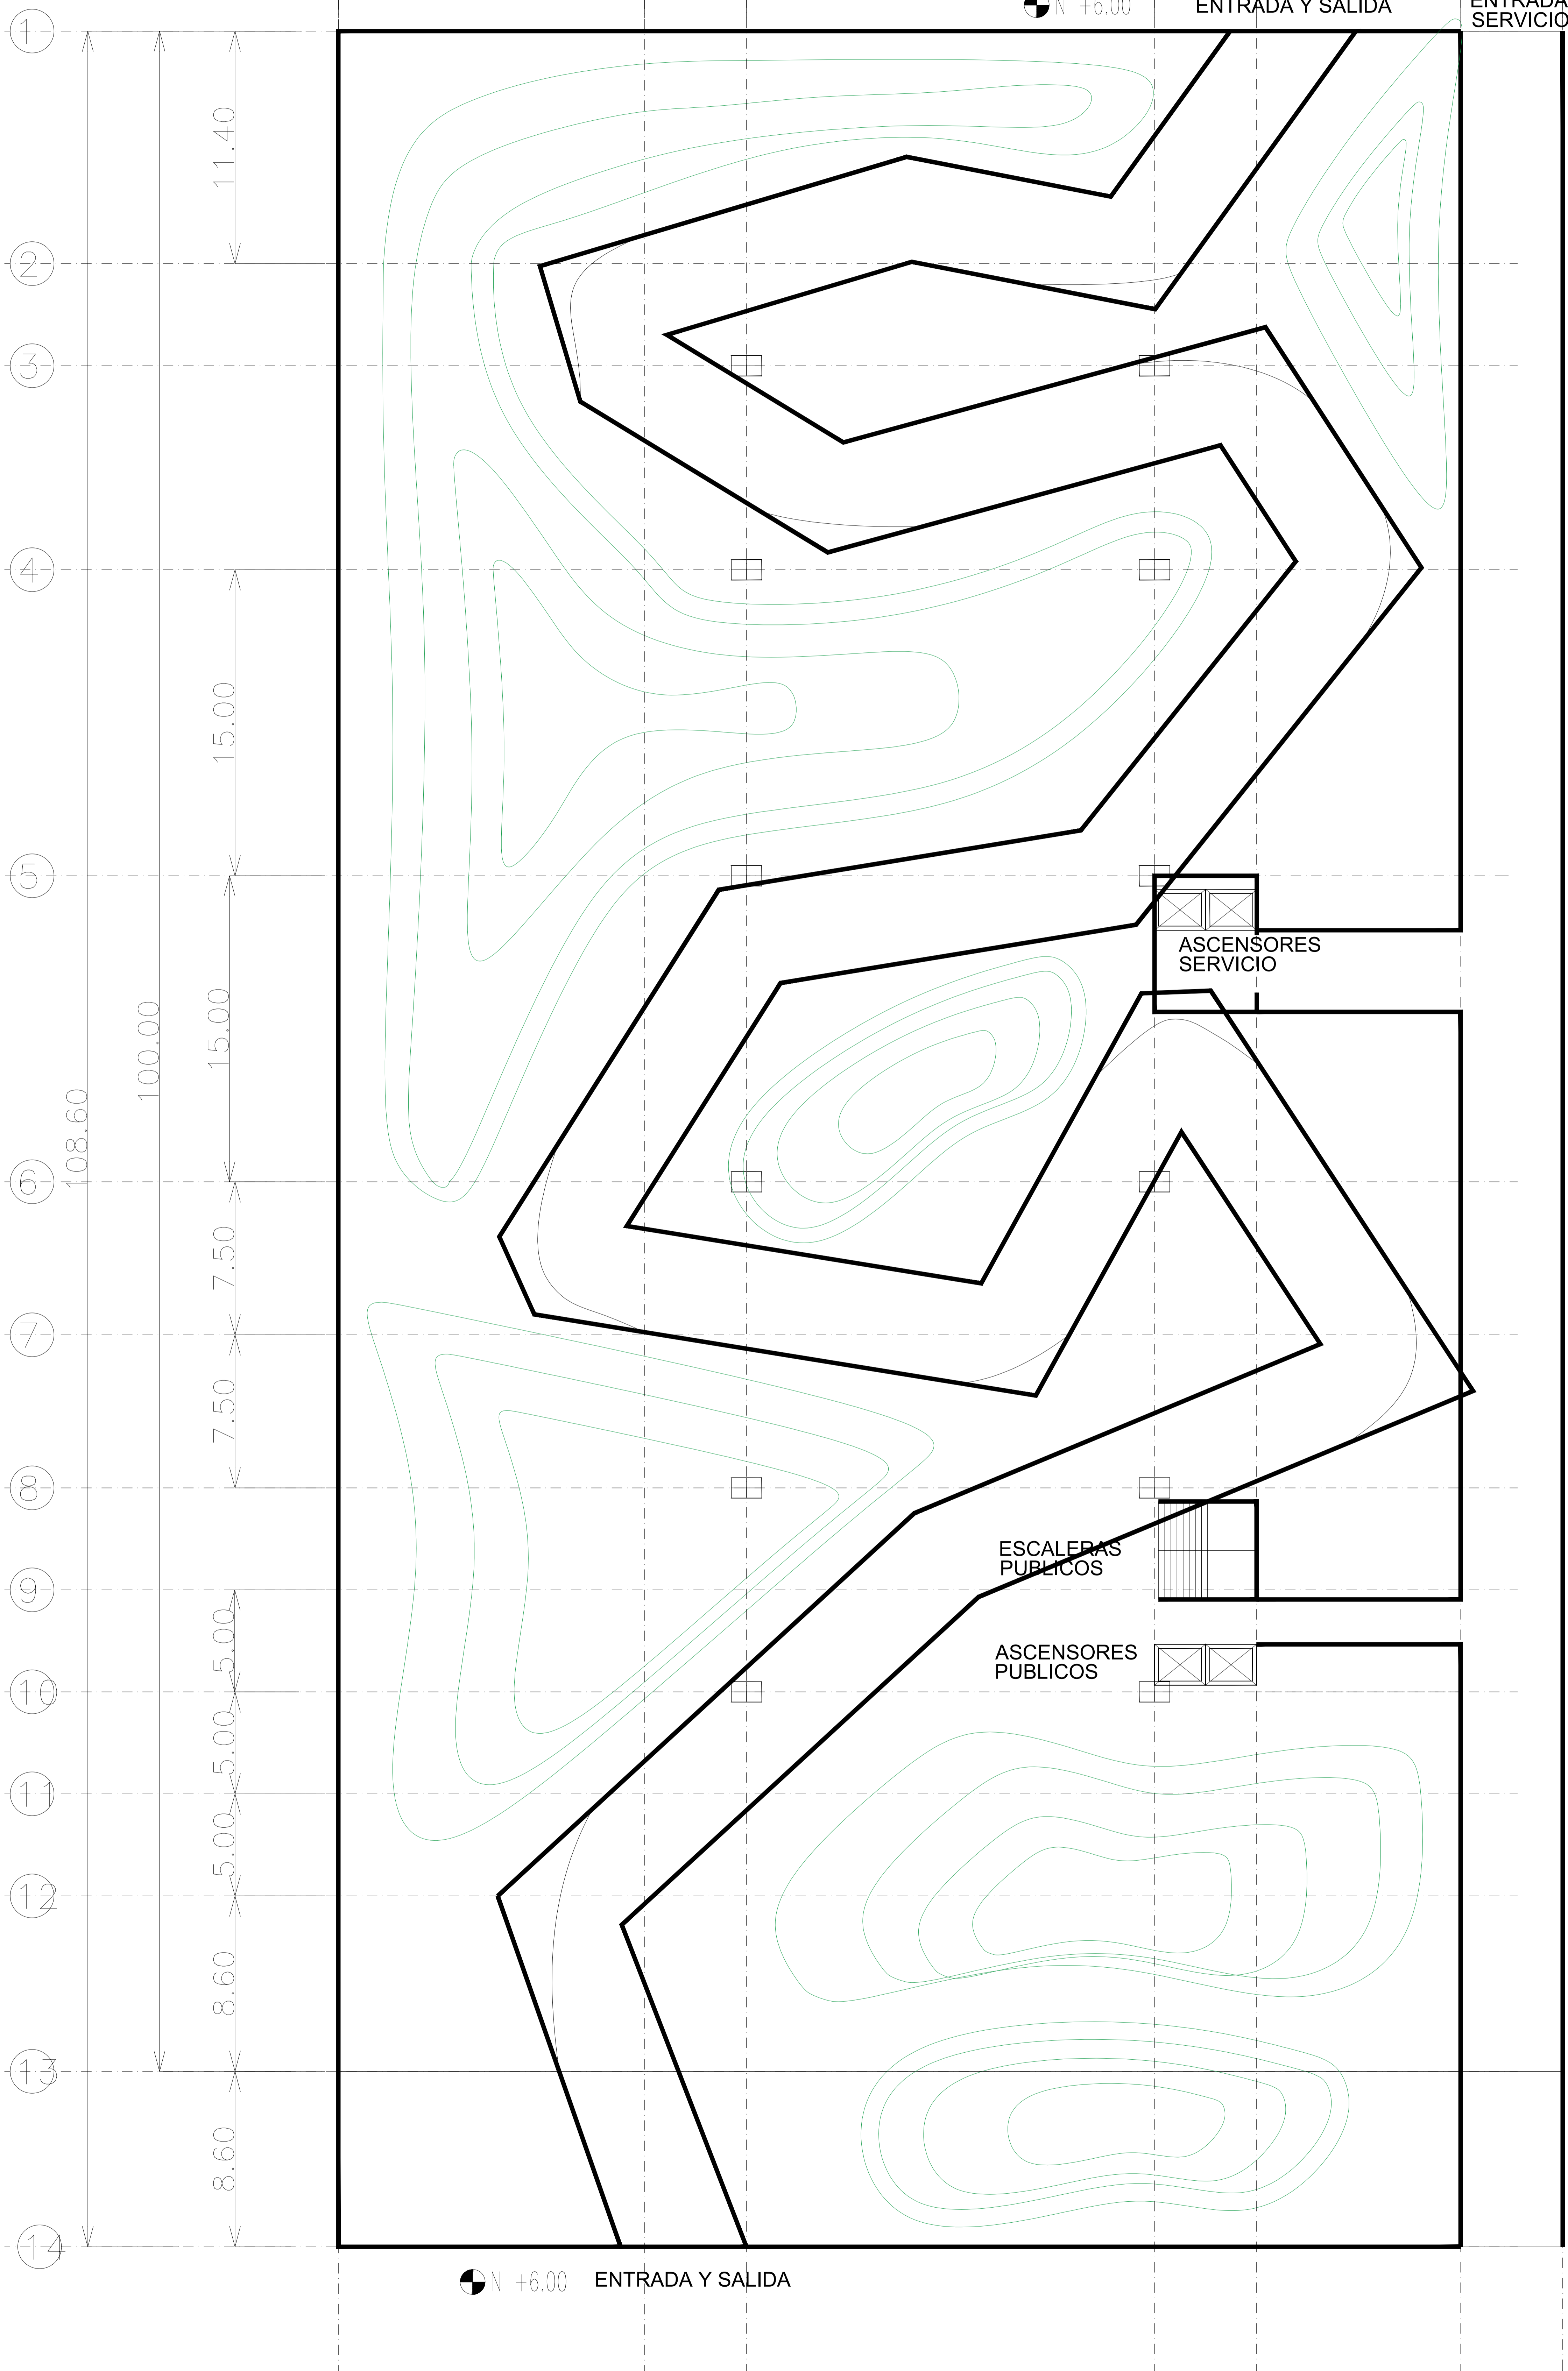 ENTRADA
N +6.00 ENTRADA Y SALIDA
SERVICIO
1
11.40
2
3
4
15.00
5
ASCENSORES
SERVICIO
15.00
100.00
108.60
6
7.50
7
7.50
8
ESCALERAS
PUBLICOS
9
5.00
ASCENSORES
PUBLICOS
10
5.00
11
5.00
12
8.60
13
8.60
14
N +6.00 ENTRADA Y SALIDA